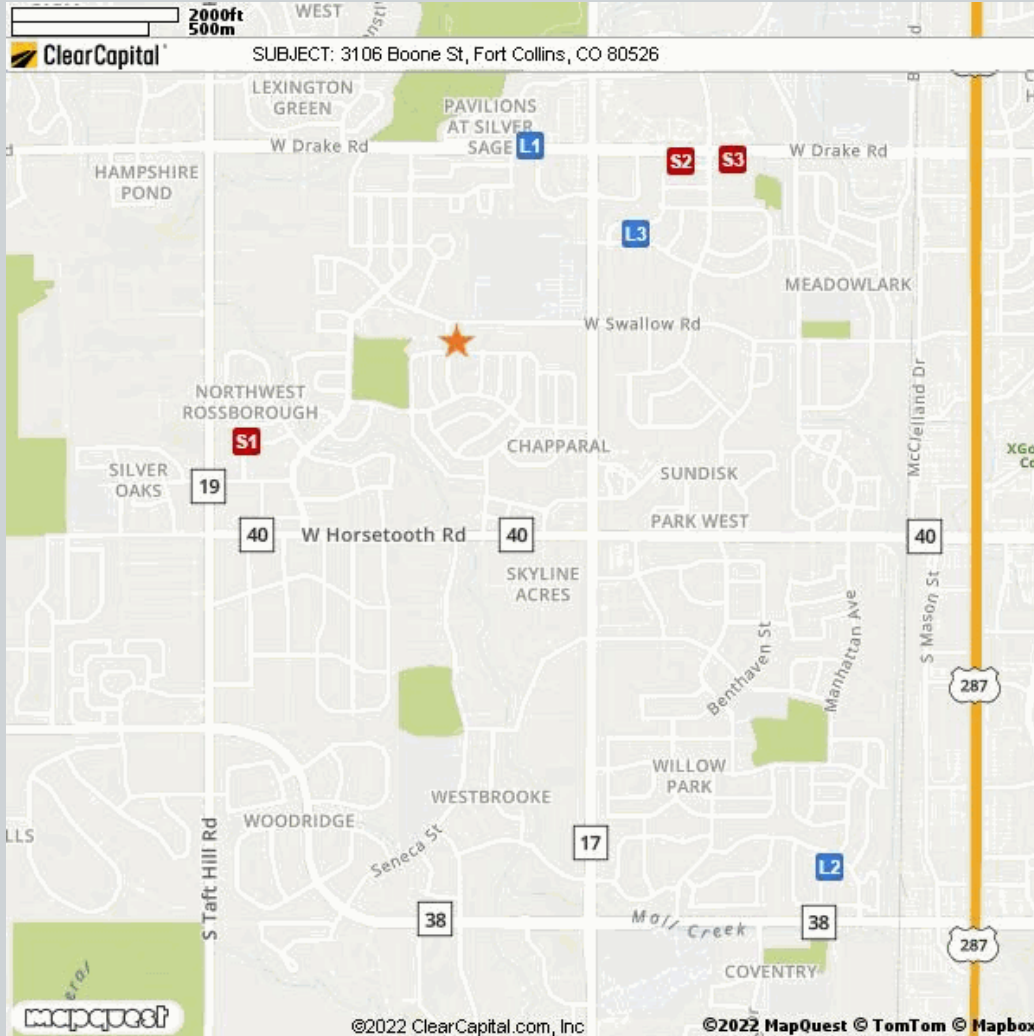 2000ft
500m
WEST
ClearCapital
SUBJECT: 3106 Boone St, Fort Collins, CO 80526
LEXINGTON
GREEN
PAVILIONS
AT SILVER
SAGE
L1
W Drake Rd
S2
S3
W Drake Rd
HAMPSHIRE
POND
L3
MEADOWLARK
W Swallow Rd
NORTHWEST
ROSSBOROUGH
S1
McClelland Dr
CHAPPARAL
SILVER
OAKS
19
SUNDISK
40
W Horsetooth Rd
40
PARK WEST
40
SKYLINE
ACRES
S Mason St
Benthaven St
Manhattan Ave
287
WILLOW
PARK
WESTBROOKE
WOODRIDGE
LLS
Seneca St
17
L2
S Taft Hill Rd
38
Mall Creek
38
287
COVENTRY
eral
mapquest
©2022 ClearCapital.com, Inc
©2022 MapQuest © TomTom © Mapbo